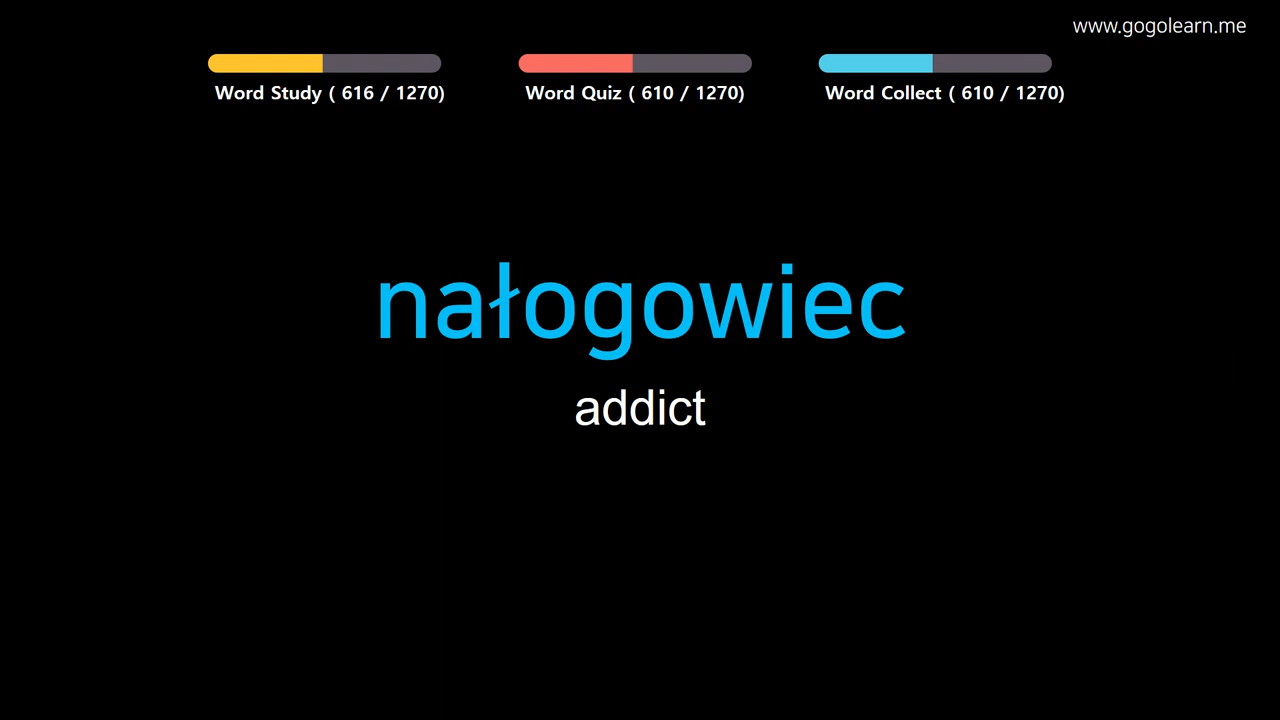 www.gogolearn.me
Word Study ( 616 / 1270)
Word Quiz ( 610 / 1270)
Word Collect ( 610 / 1270)
nałogowiec
addict